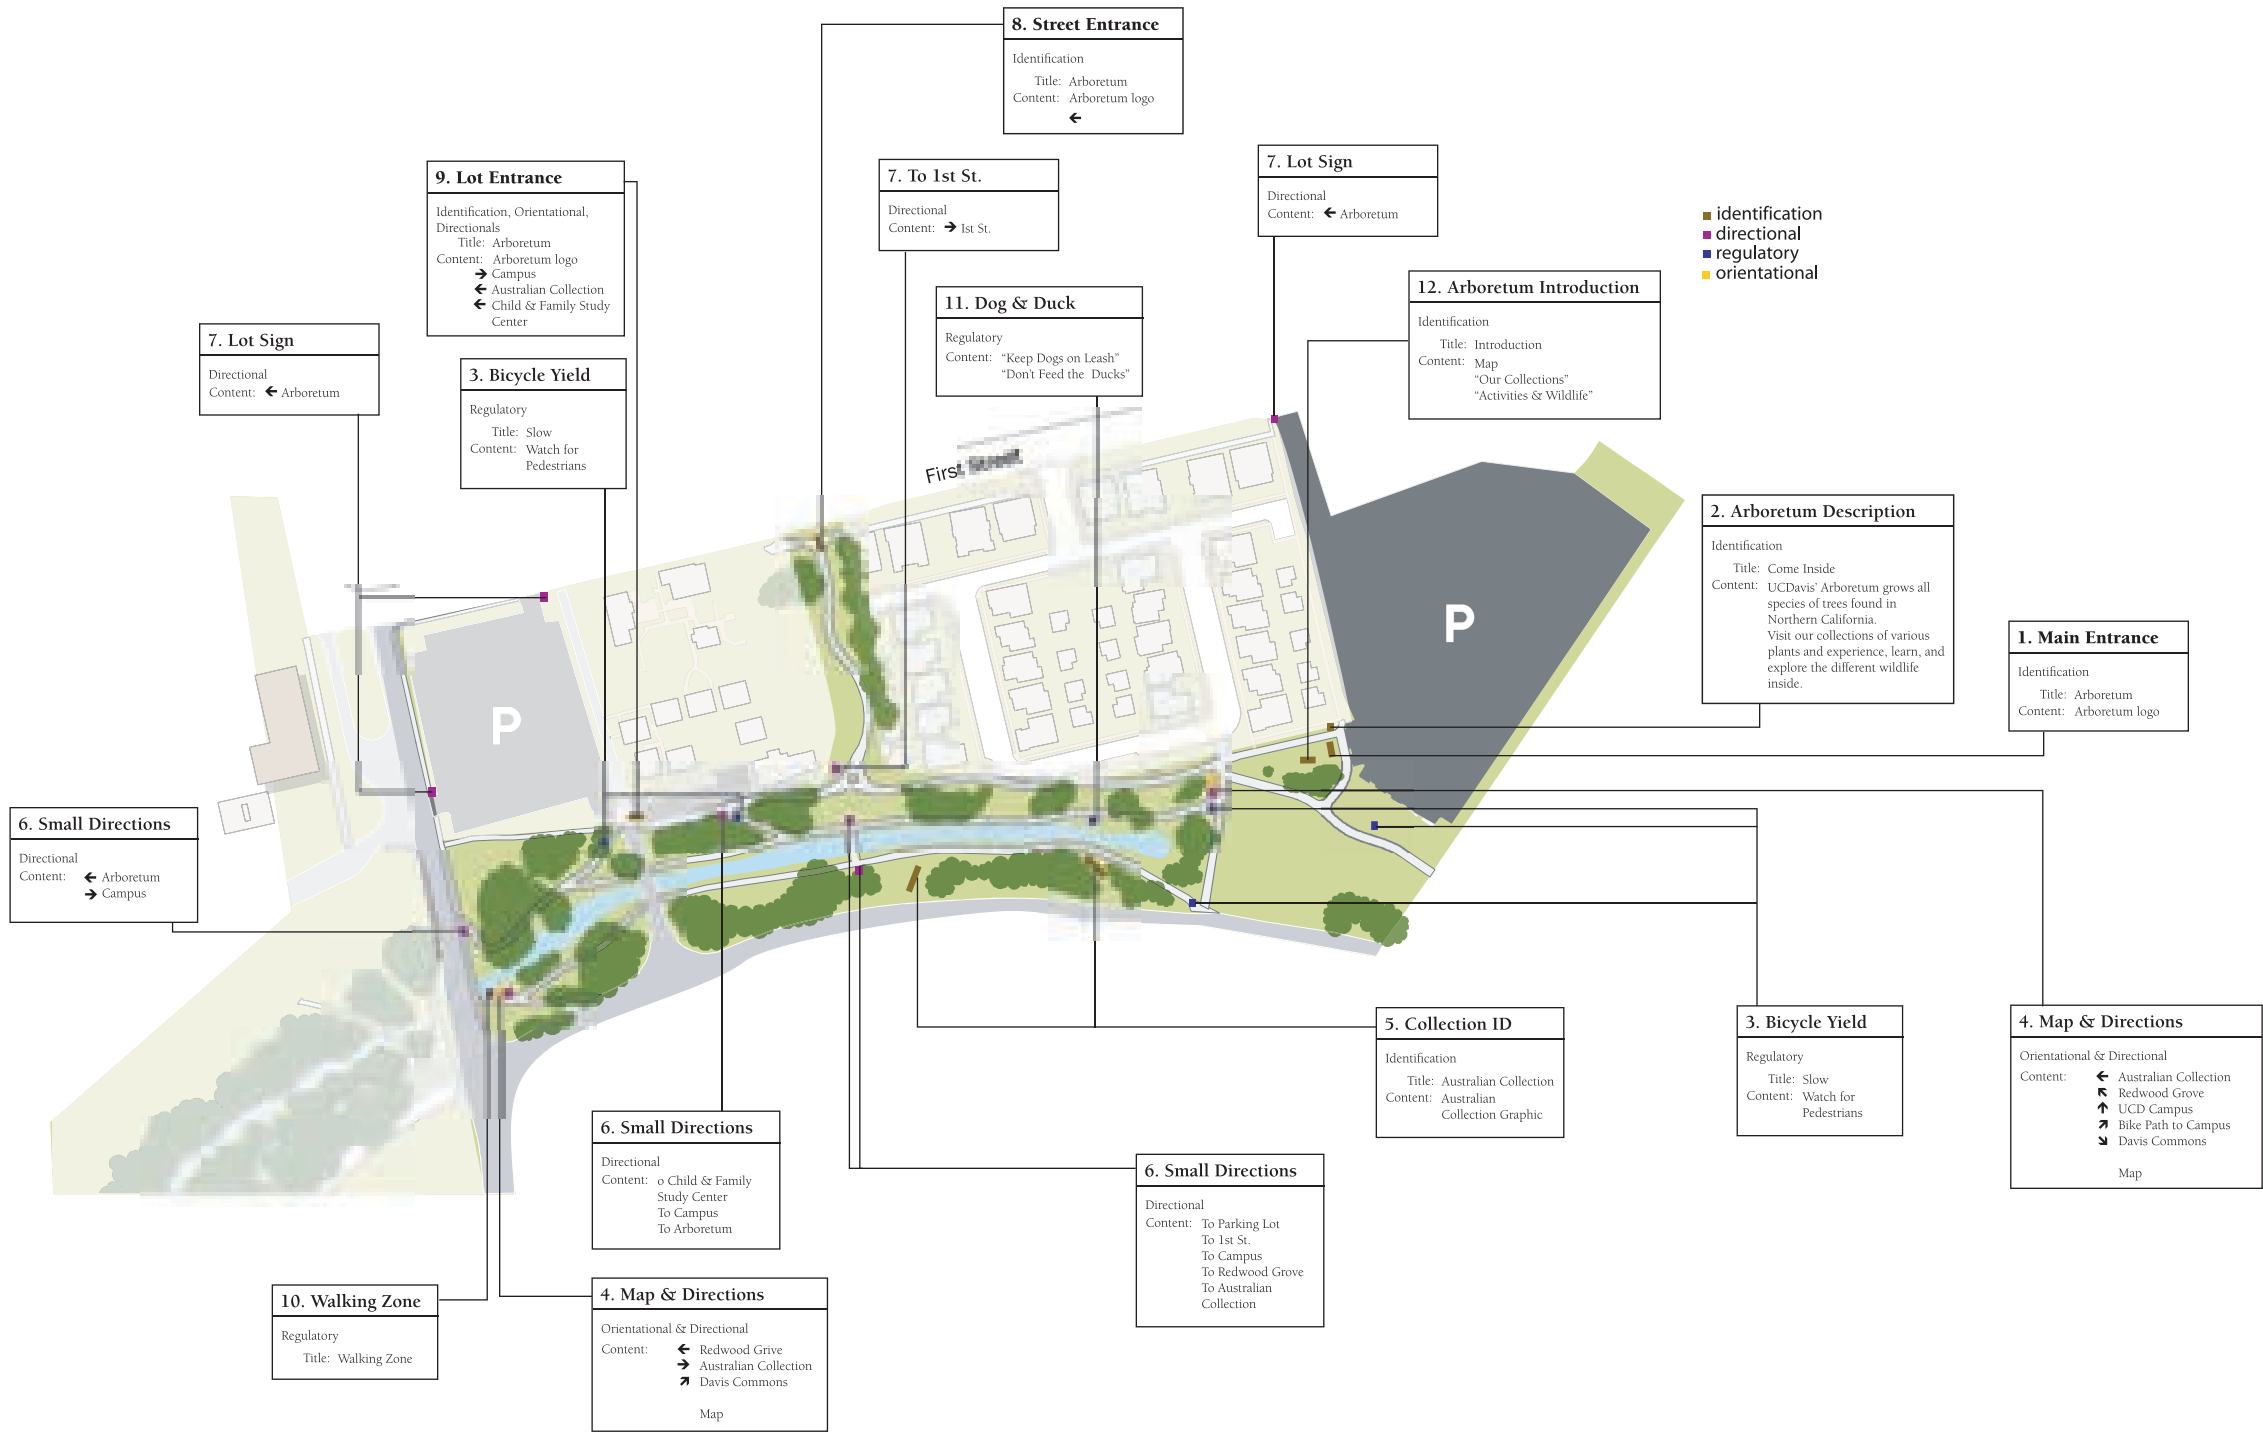 8. Street Entrance
Identification
Title: Arboretum
Content: Arboretum logo
←
9. Lot Entrance
Identification, Orientational,
Directionals
Title: Arboretum
Content: Arboretum logo
→ Campus
← Australian Collection
← Child & Family Study
Center
7. To 1st St.
Directional
Content: → Ist St.
7. Lot Sign
Directional
Content: ← Arboretum
identification
directional
regulatory
orientational
11. Dog & Duck
Regulatory
Content: “Keep Dogs on Leash”
“Don’t Feed the Ducks”
12. Arboretum Introduction
Identification
Title: Introduction
Content: Map
“Our Collections”
“Activities & Wildlife”
7. Lot Sign
Directional
Content: ← Arboretum
3. Bicycle Yield
Regulatory
Title: Slow
Content: Watch for
Pedestrians
First Street
2. Arboretum Description
Identification
Title: Come Inside
Content: UCDavis’ Arboretum grows all
species of trees found in
Northern California.
Visit our collections of various
plants and experience, learn, and
explore the different wildlife
inside.
P
P
1. Main Entrance
Identification
Title: Arboretum
Content: Arboretum logo
6. Small Directions
Directional
Content: ← Arboretum
→ Campus
5. Collection ID
Identification
Title: Australian Collection
Content: Australian
Collection Graphic
3. Bicycle Yield
Regulatory
Title: Slow
Content: Watch for
Pedestrians
4. Map & Directions
Orientational & Directional
Content: ← Australian Collection
↖ Redwood Grove
↑ UCD Campus
↗ Bike Path to Campus
↘ Davis Commons
Map
6. Small Directions
Directional
Content: o Child & Family
Study Center
To Campus
To Arboretum
6. Small Directions
Directional
Content: To Parking Lot
To 1st St.
To Campus
To Redwood Grove
To Australian
Collection
10. Walking Zone
Regulatory
Title: Walking Zone
4. Map & Directions
Orientational & Directional
Content: ← Redwood Grive
→ Australian Collection
↗ Davis Commons
Map